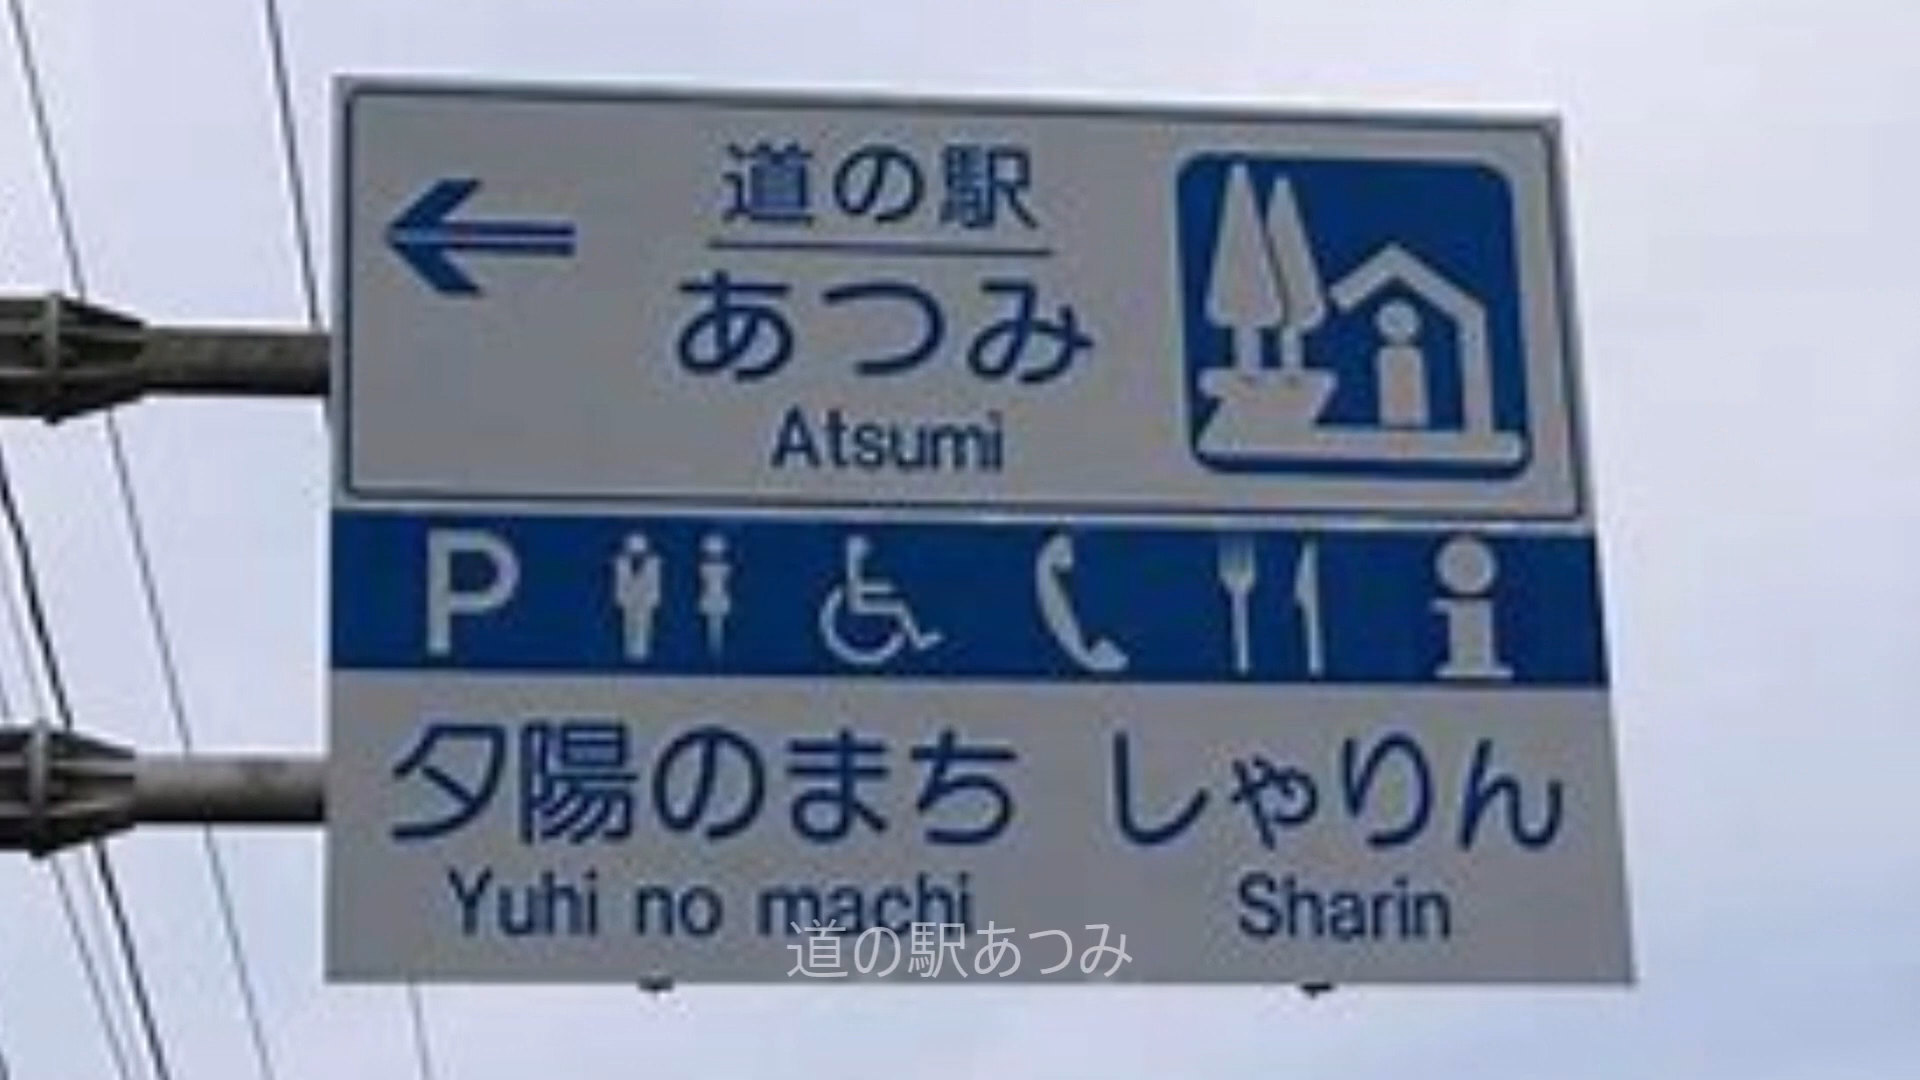 道の駅
あつみ
Atsumi
P
夕陽のまち しゃりん
Yuhi no machi Sharin
道の駅あつみ